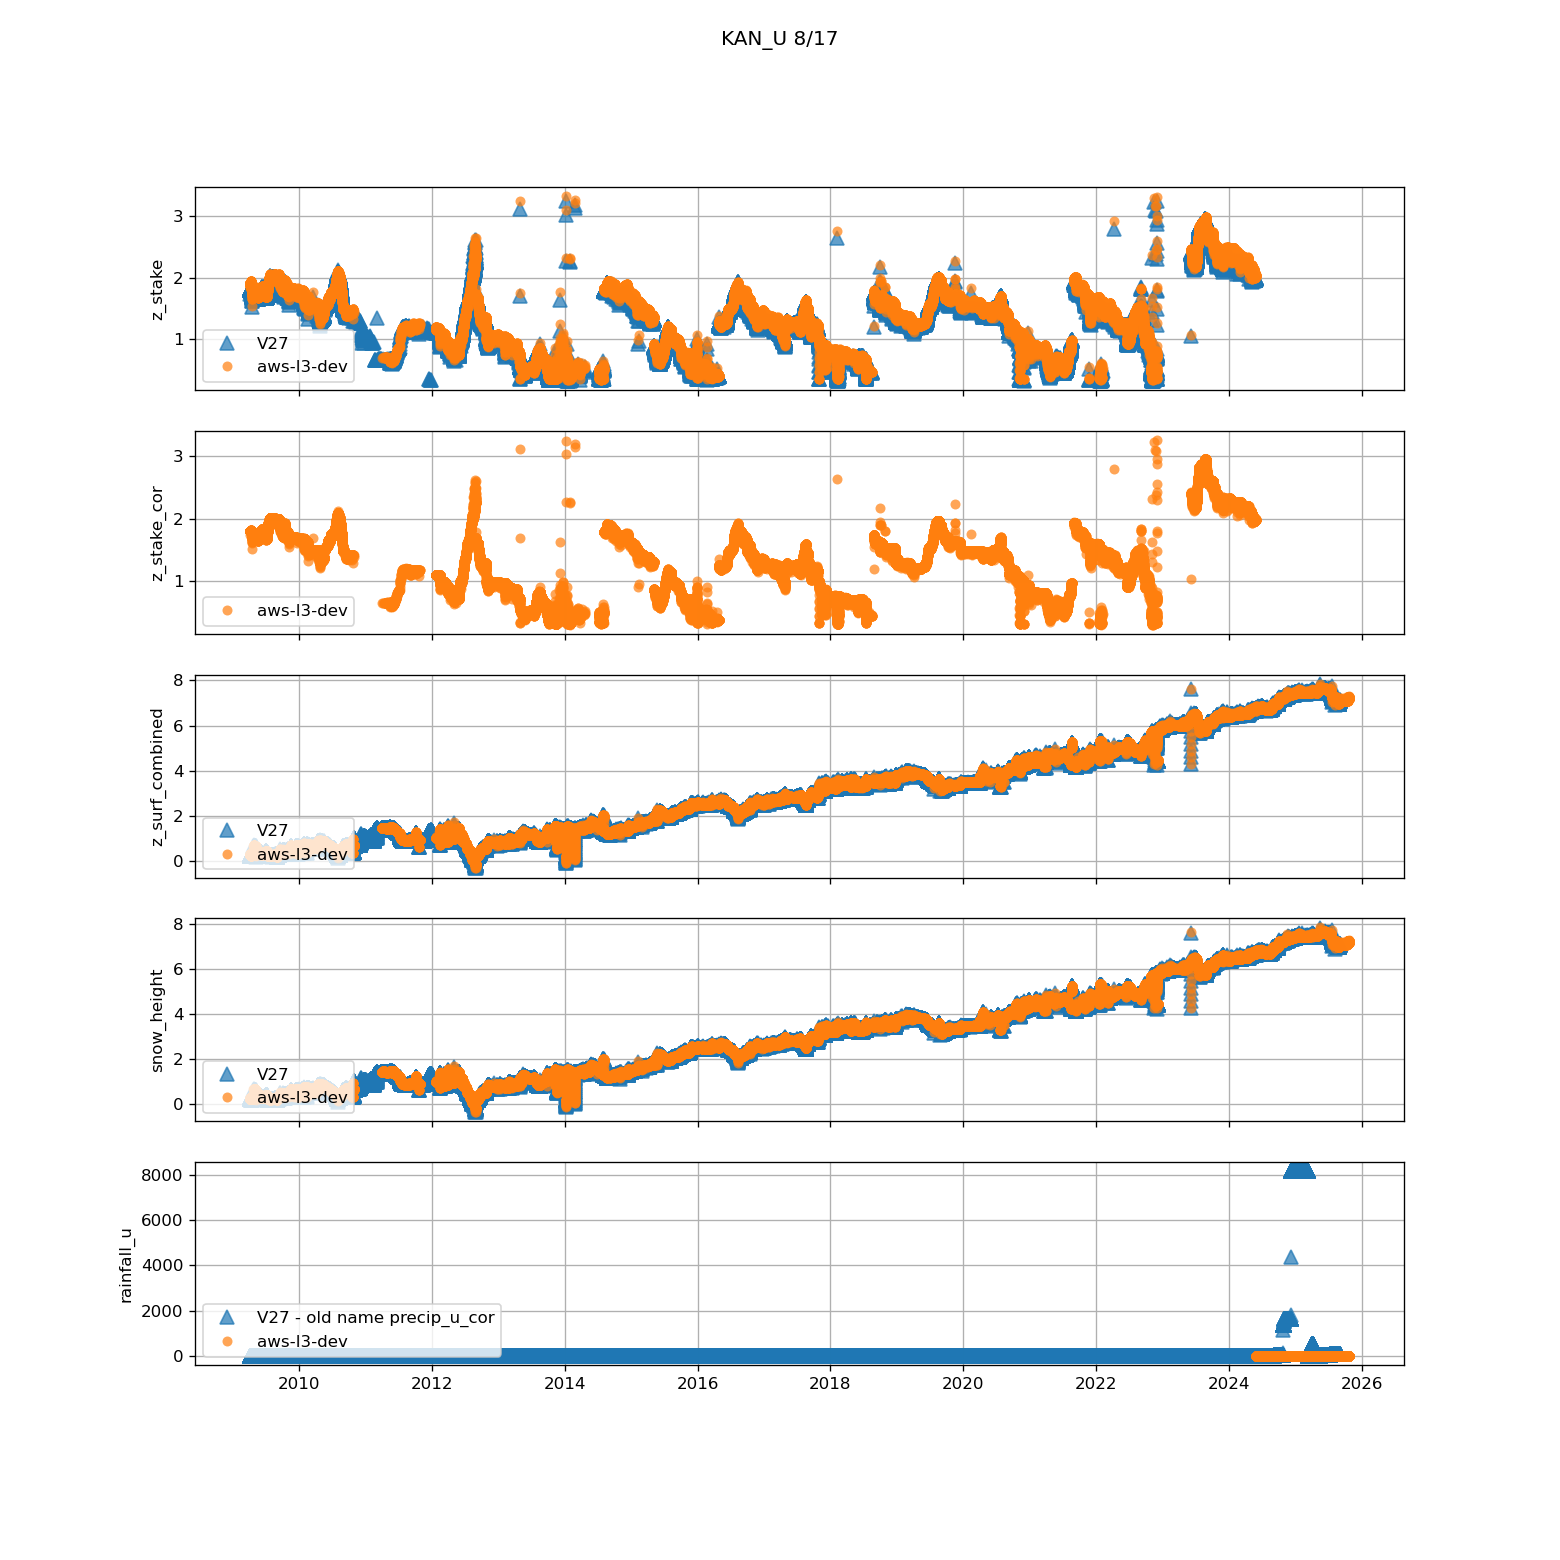 KAN_U 8/17
z_stake
3
2
1
V27
aws-l3-dev
z_stake_cor
3
2
1
aws-l3-dev
z_surf_combined
8
6
4
2
0
V27
aws-l3-dev
snow_height
8
6
4
2
0
V27
aws-l3-dev
rainfall_u
8000
6000
4000
2000
0
V27 - old name precip_u_cor
aws-l3-dev
2010 2012 2014 2016 2018 2020 2022 2024 2026